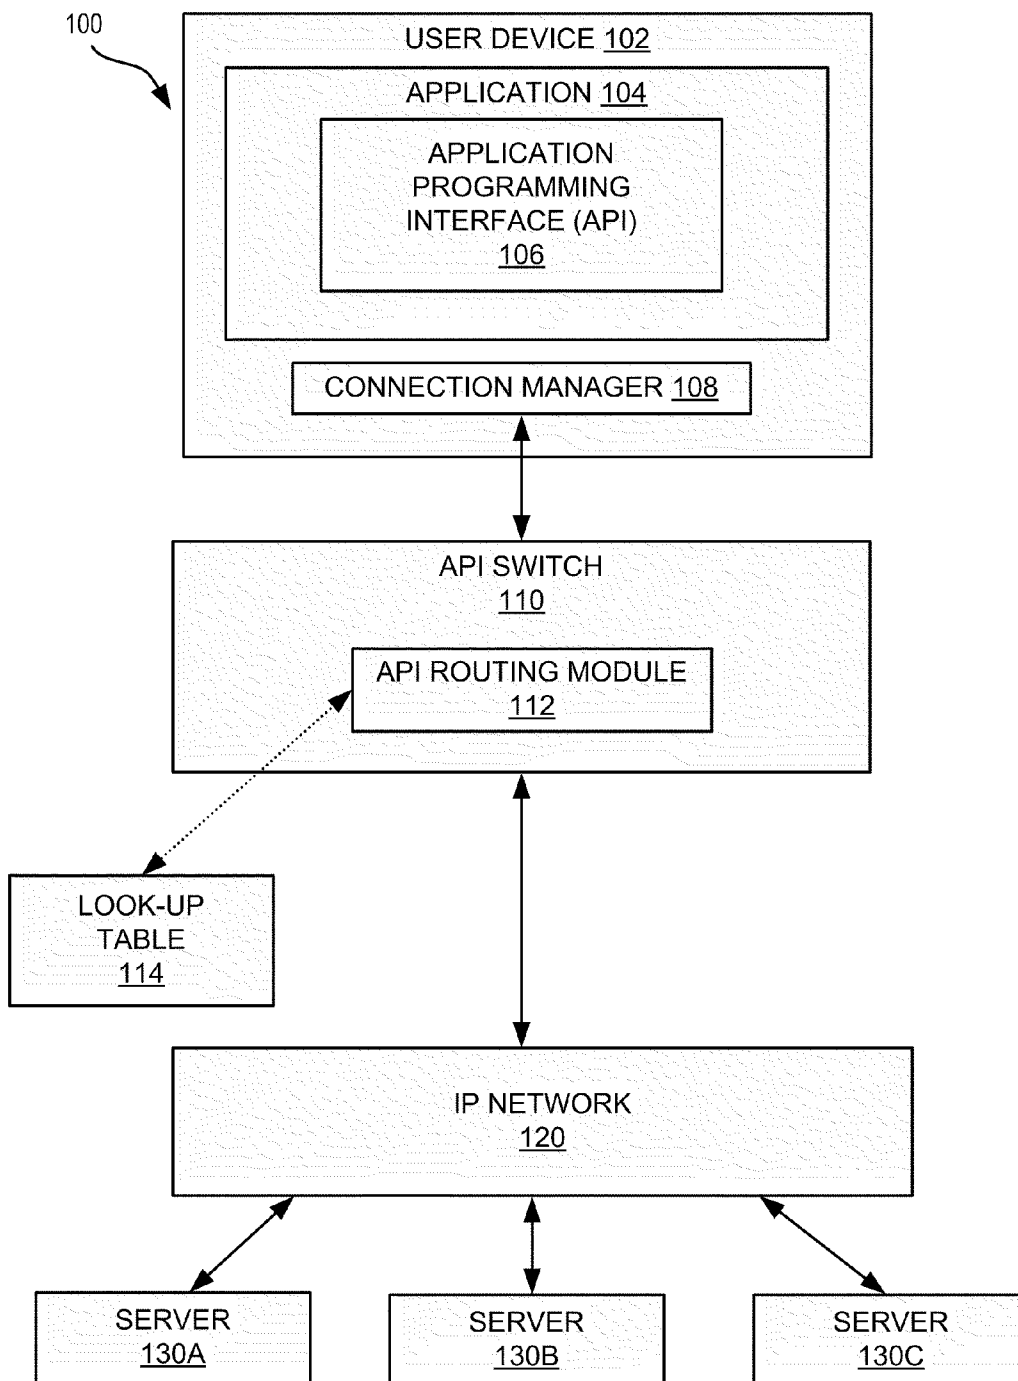 100
USER DEVICE 102
APPLICATION 104
APPLICATION
PROGRAMMING
INTERFACE (API)
106
CONNECTION MANAGER 108
API SWITCH
110
API ROUTING MODULE
112
LOOK-UP
TABLE
114
IP NETWORK
120
SERVER
130A
SERVER
130B
SERVER
130C